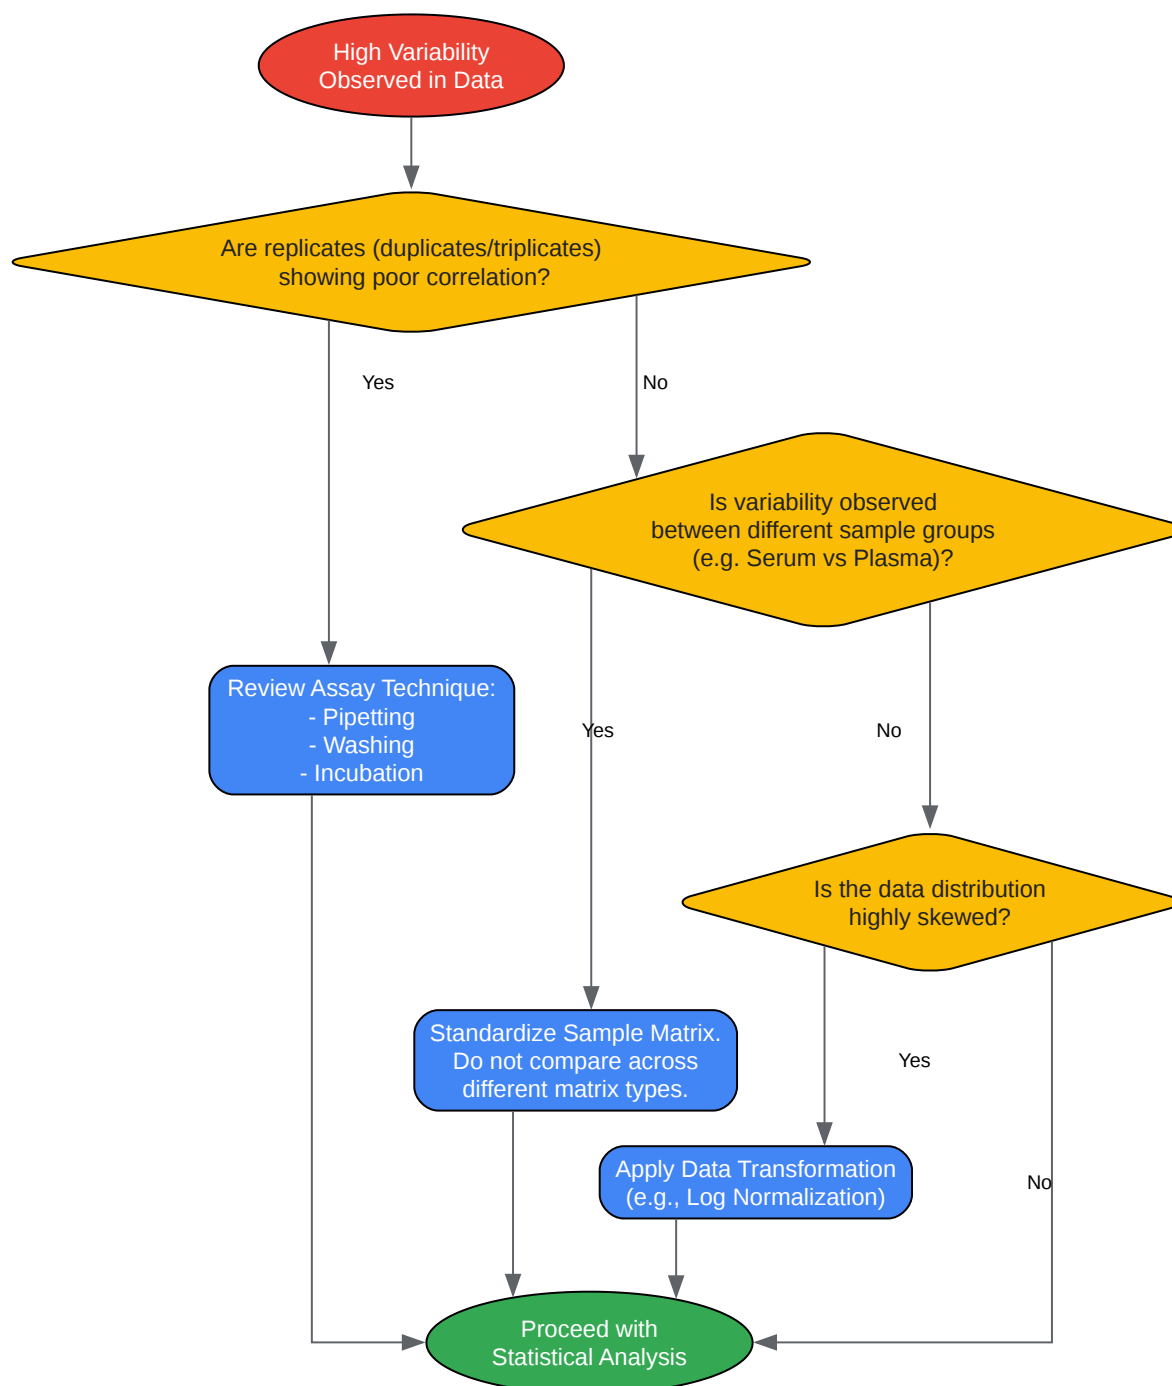 High Variability
Observed in Data
Are replicates (duplicates/triplicates)
showing poor correlation?
Yes
No
Is variability observed
between different sample groups
(e.g. Serum vs Plasma)?
Review Assay Technique:
- Pipetting
- Washing
- Incubation
Yes
No
Is the data distribution
highly skewed?
Standardize Sample Matrix.
Do not compare across
different matrix types.
Yes
Apply Data Transformation
(e.g., Log Normalization)
No
Proceed with
Statistical Analysis